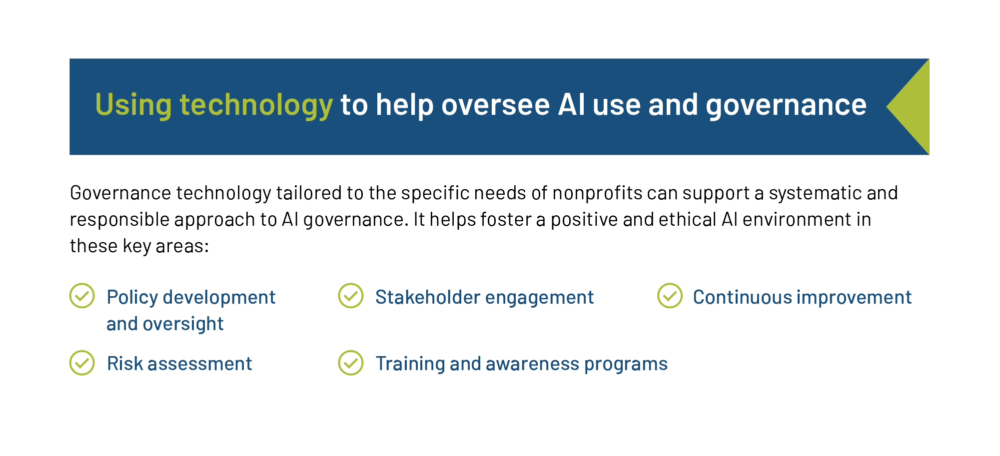 Using technology to help oversee AI use and governance
Governance technology tailored to the specific needs of nonprofits can support a systematic and
responsible approach to AI governance. It helps foster a positive and ethical AI environment in
these key areas:
Policy development
and oversight
Risk assessment
Stakeholder engagement
Training and awareness programs
Continuous improvement